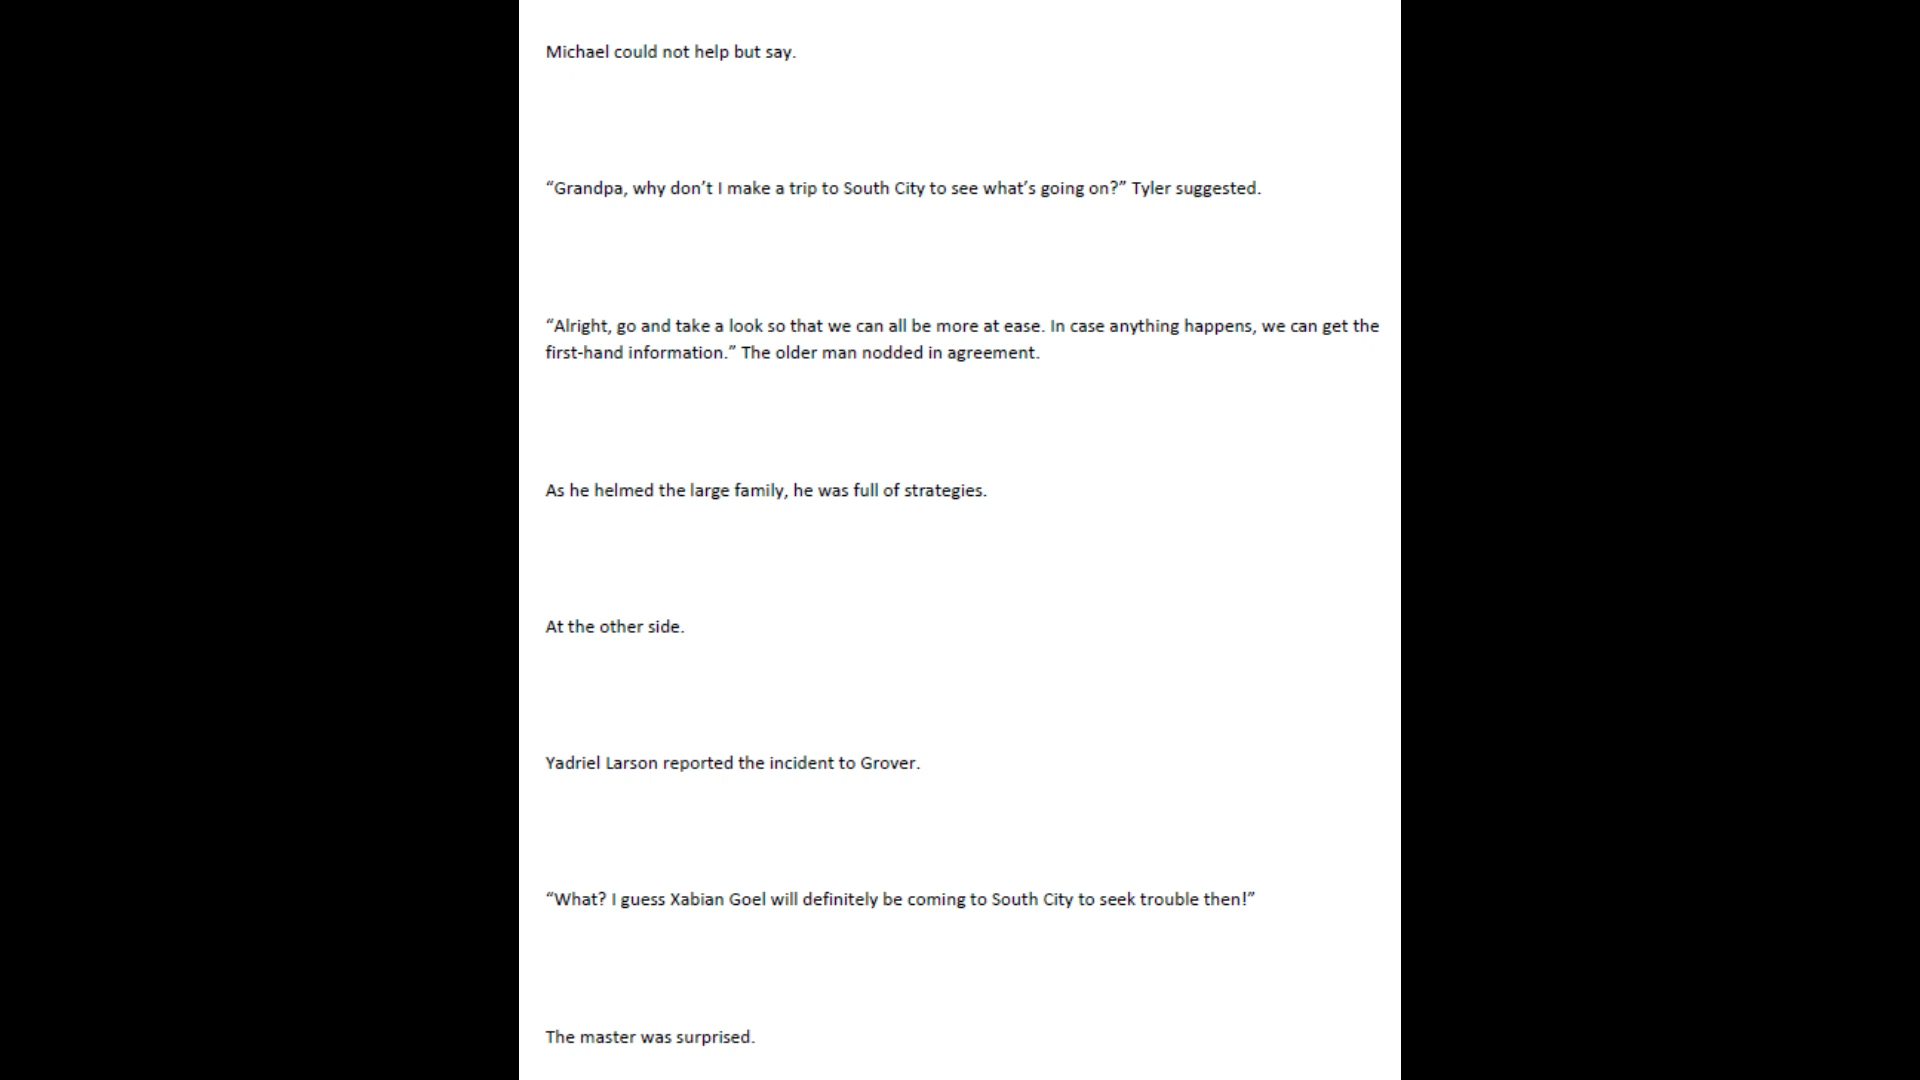 Michael could not help but say.
“Grandpa, why don’t I make a trip to South City to see what’s going on?” Tyler suggested.
“Alright, go and take a look so that we can all be more at ease. In case anything happens, we can get the
first-hand information.” The older man nodded in agreement.
As he helmed the large family, he was full of strategies.
At the other side.
Yadriel Larson reported the incident to Grover.
“What? I guess Xabian Goel will definitely be coming to South City to seek trouble then!”
The master was surprised.